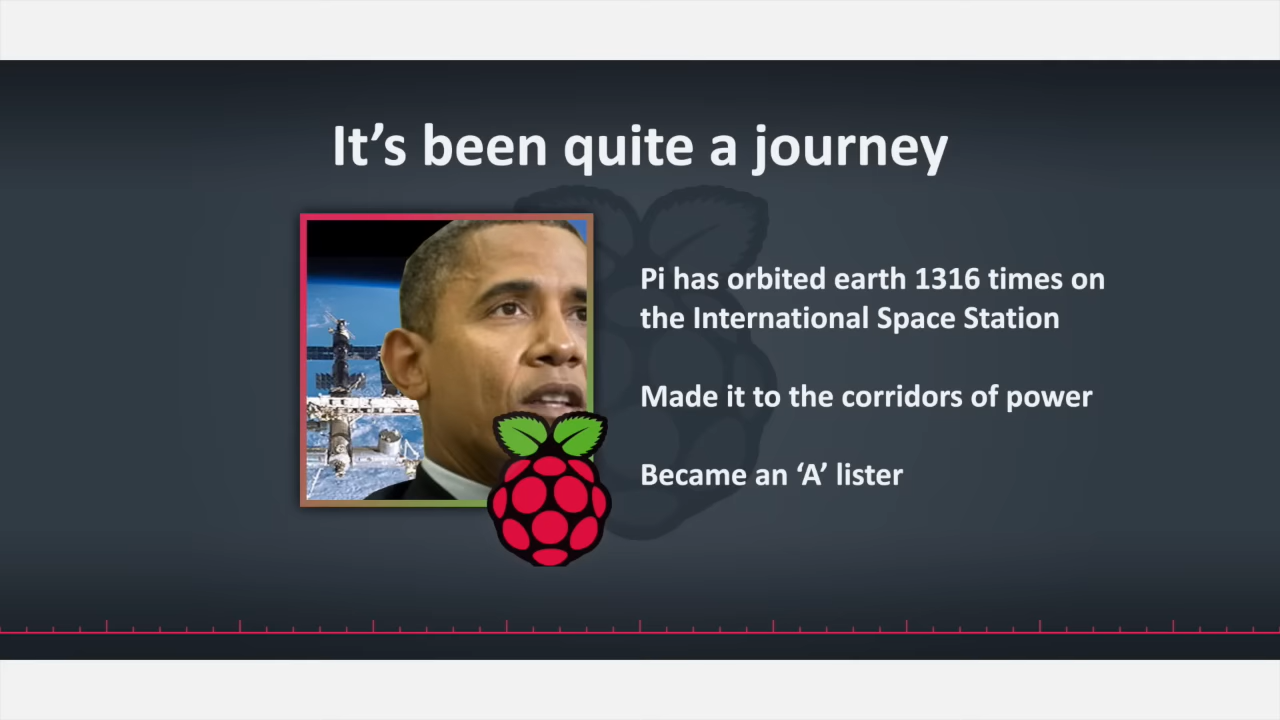 It’s been quite a journey
Pi has orbited earth 1316 times on
the International Space Station
Made it to the corridors of power
Became an ‘A’ lister